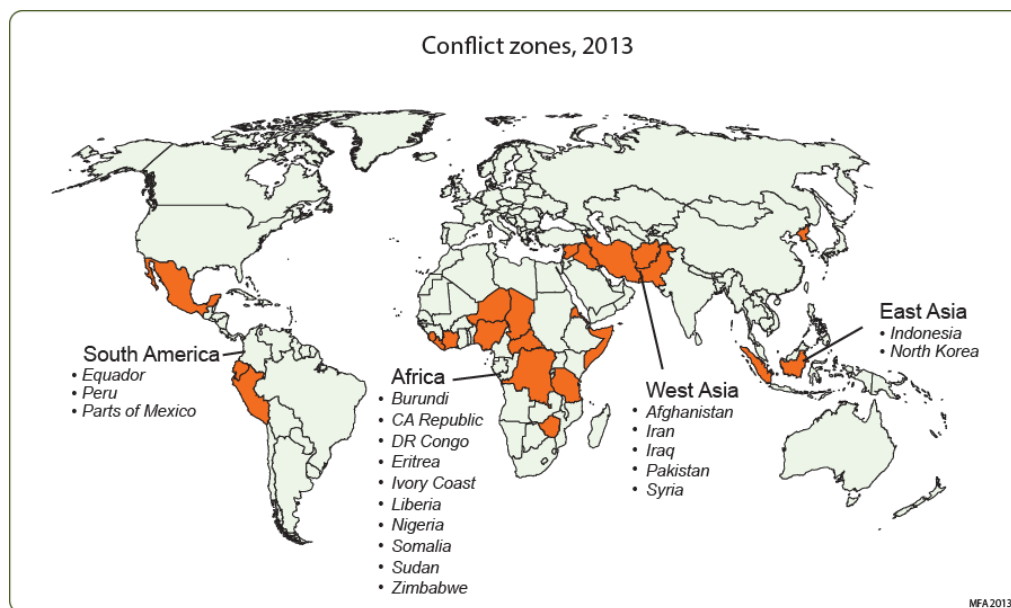 Conflict zones, 2013
South America
• Equador
• Peru
• Parts of Mexico
Africa
• Burundi
• CA Republic
• DR Congo
• Eritrea
• Ivory Coast
• Liberia
• Nigeria
• Somalia
• Sudan
• Zimbabwe
West Asia
• Afghanistan
• Iran
• Iraq
• Pakistan
• Syria
East Asia
• Indonesia
• North Korea
MFA 2013